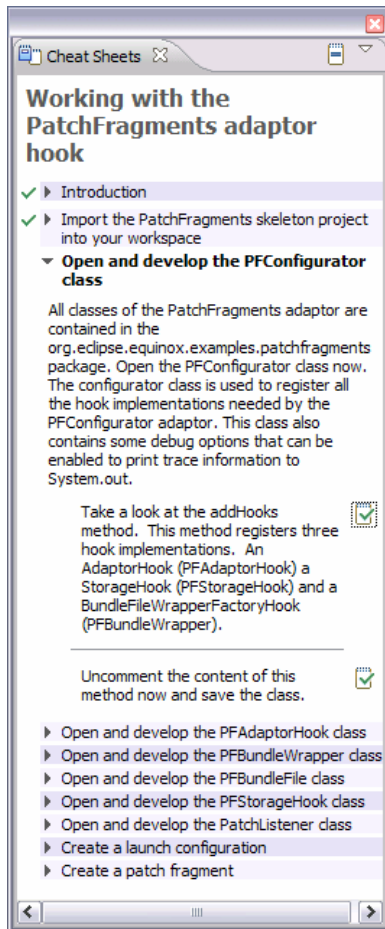 Cheat Sheets
Working with the
PatchFragments adaptor
hook
Introduction
Import the PatchFragments skeleton project
into your workspace
Open and develop the PFConfigurator
class
All classes of the PatchFragments adaptor are
contained in the
org.eclipse.equinox.examples.patchfragments
package. Open the PFConfigurator class now.
The configurator class is used to register all
the hook implementations needed by the
PFConfigurator adaptor. This class also
contains some debug options that can be
enabled to print trace information to
System.out.
Take a look at the addHooks
method. This method registers three
hook implementations. An
AdaptorHook (PFAdaptorHook) a
StorageHook (PFStorageHook) and a
BundleFileWrapperFactoryHook
(PFBundleWrapper).
Uncomment the content of this
method now and save the class.
Open and develop the PFAdaptorHook class
Open and develop the PFBundleWrapper class
Open and develop the PFBundleFile class
Open and develop the PFStorageHook class
Open and develop the PatchListener class
Create a launch configuration
Create a patch fragment